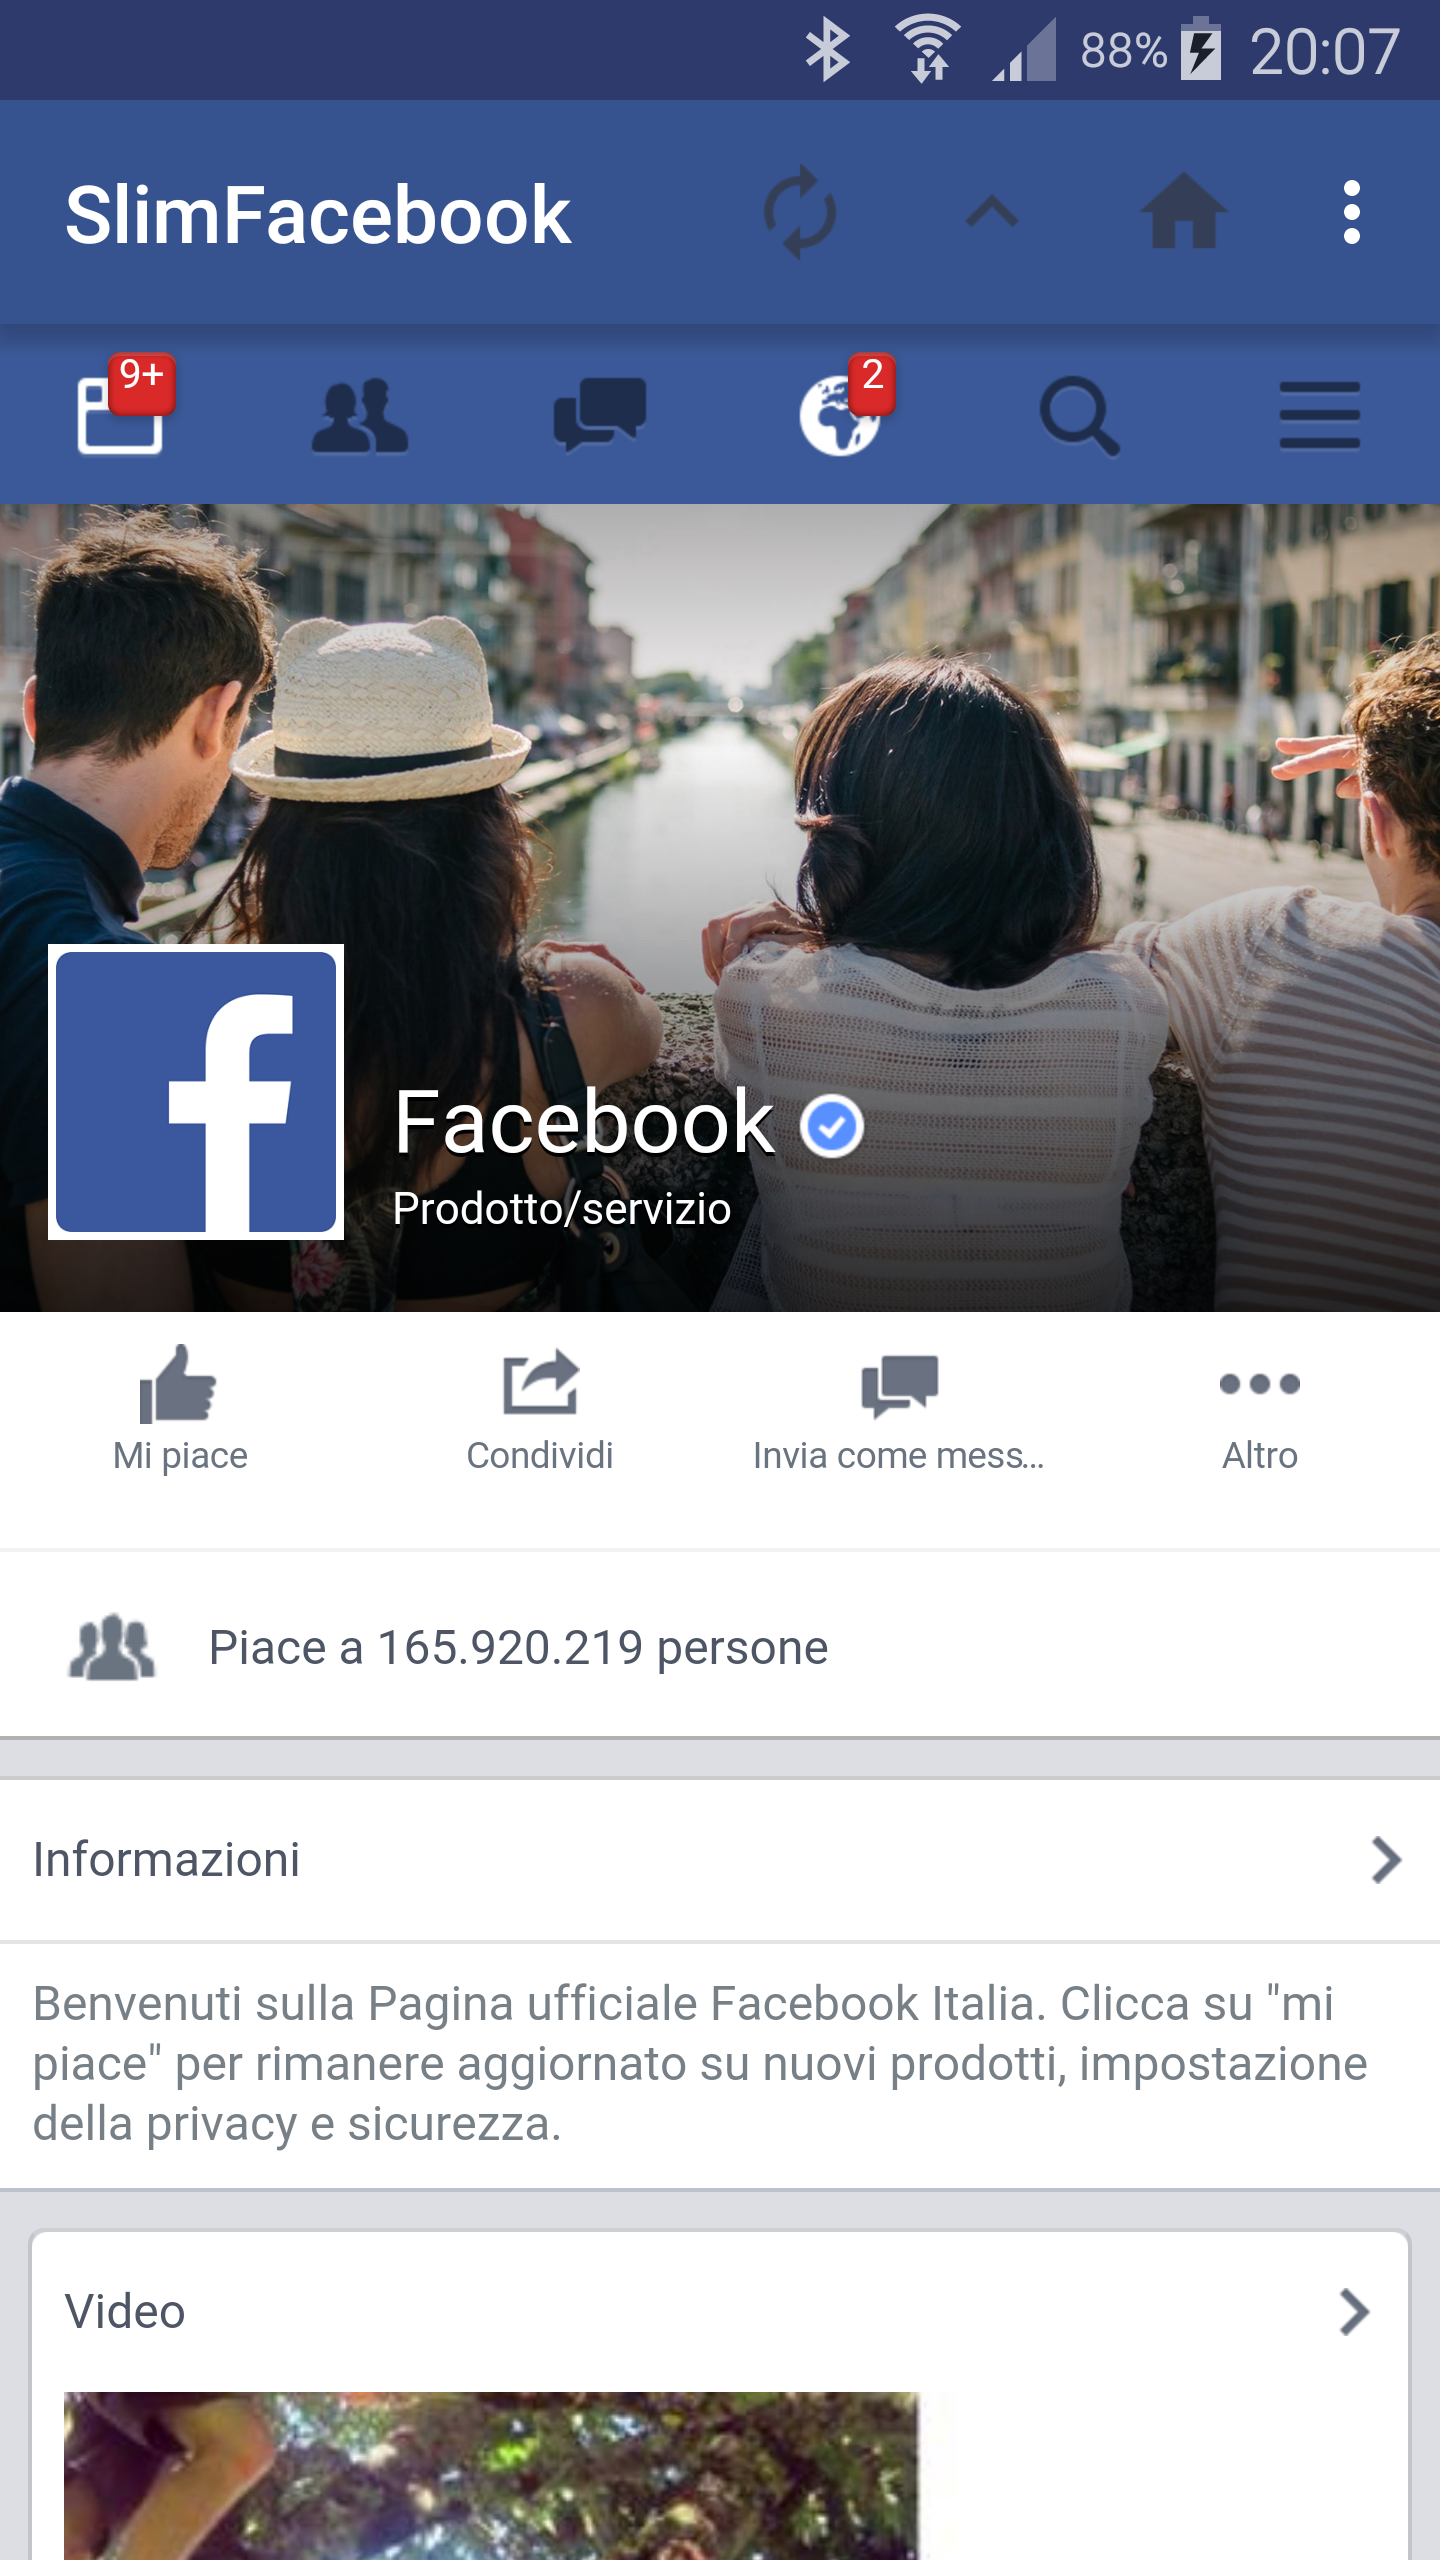 88% 20:07
SlimFacebook
9+
2
Facebook
Prodotto/servizio
Mi piace
Condividi
Invia come mess...
Altro
Piace a 165.920.219 persone
Informazioni
Benvenuti sulla Pagina ufficiale Facebook Italia. Clicca su "mi
piace" per rimanere aggiornato su nuovi prodotti, impostazione
della privacy e sicurezza.
Video